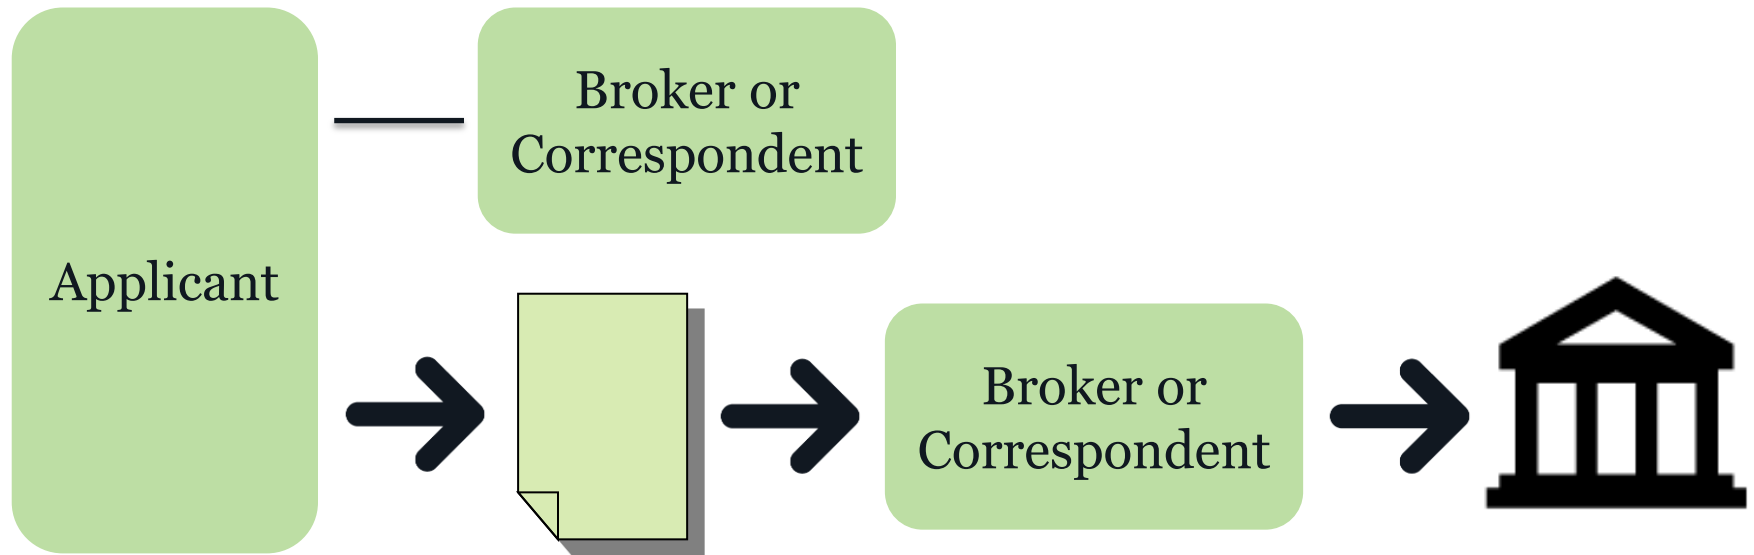 Broker or
Correspondent
Applicant
Broker or
Correspondent